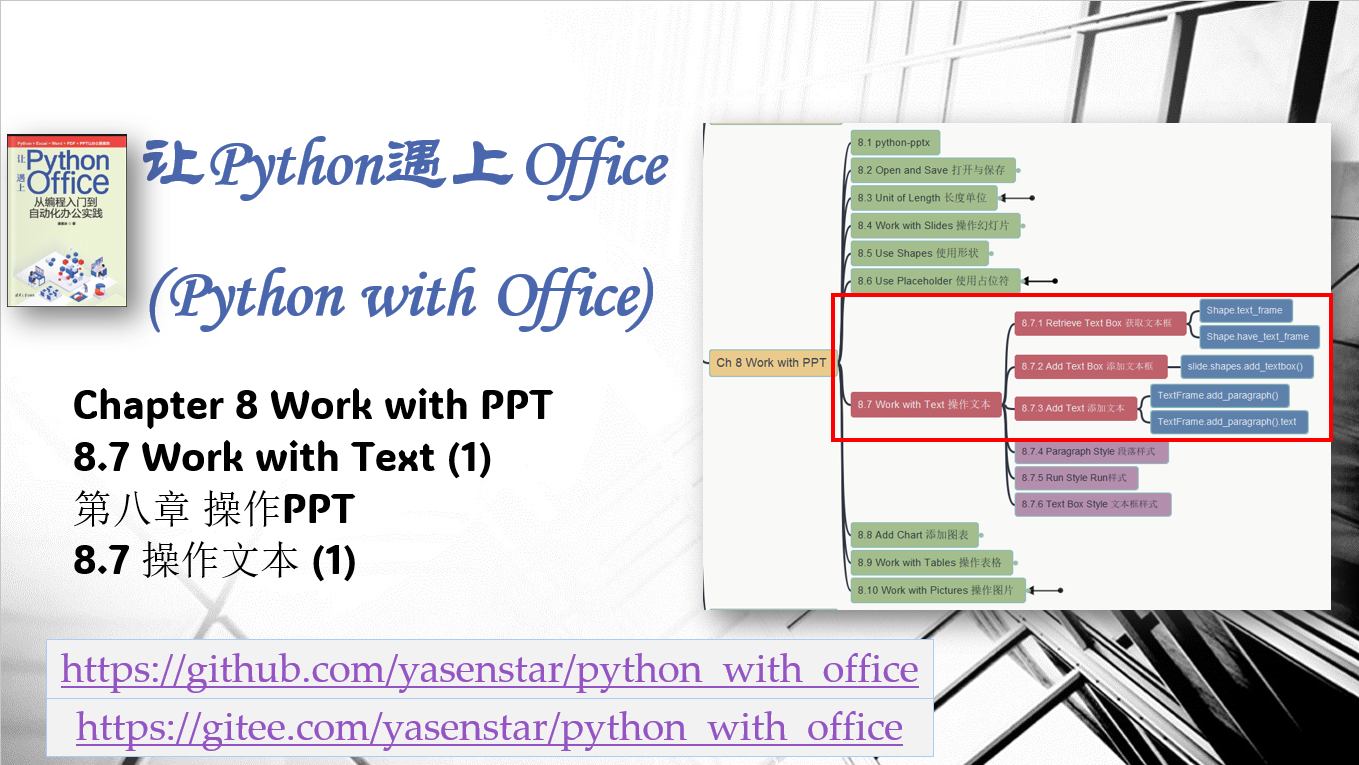 Python + Excel + Word + PDF + PPT让办公更高效
让
遇上
Python
Office
从编程入门到
自动化办公实践
让Python遇上Office
(Python with Office)
Chapter 8 Work with PPT
8.7 Work with Text (1)
第八章 操作PPT
8.7 操作文本 (1)
https://github.com/yasenstar/python_with_office
https://gitee.com/yasenstar/python_with_office
Ch 8 Work with PPT
8.1 python-pptx
8.2 Open and Save 打开与保存
8.3 Unit of Length 长度单位
8.4 Work with Slides 操作幻灯片
8.5 Use Shapes 使用形状
8.6 Use Placeholder 使用占位符
8.7 Work with Text 操作文本
8.7.1 Retrieve Text Box 获取文本框
Shape.text_frame
Shape.have_text_frame
8.7.2 Add Text Box 添加文本框
slide.shapes.add_textbox()
8.7.3 Add Text 添加文本
TextFrame.add_paragraph()
TextFrame.add_paragraph().text
8.7.4 Paragraph Style 段落样式
8.7.5 Run Style Run样式
8.7.6 Text Box Style 文本框样式
8.8 Add Chart 添加图表
8.9 Work with Tables 操作表格
8.10 Work with Pictures 操作图片